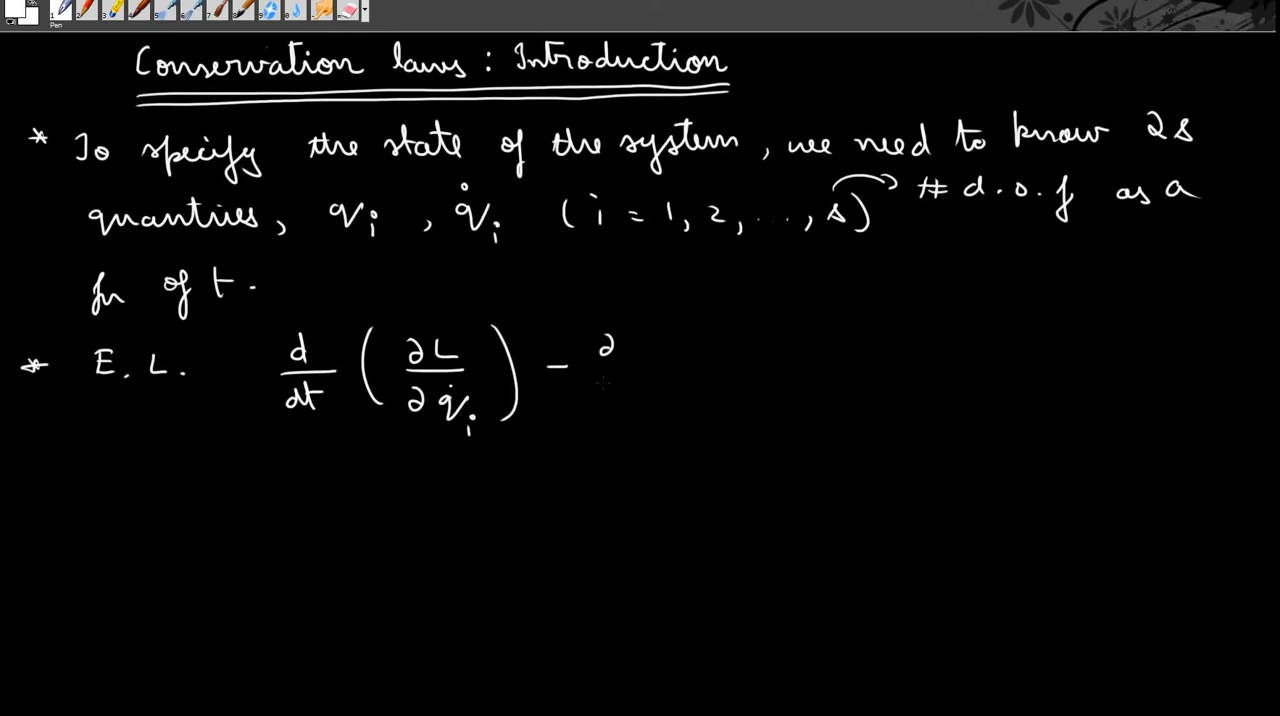 Conservation laws : Introduction
* To specify the state of the system, we need to know 2s
quantries, qi , q̇i (i = 1, 2, ..., s) → # d.o.f as a
fn of t.
* E. L. d/dt ( ∂L / ∂q̇i ) - ∂